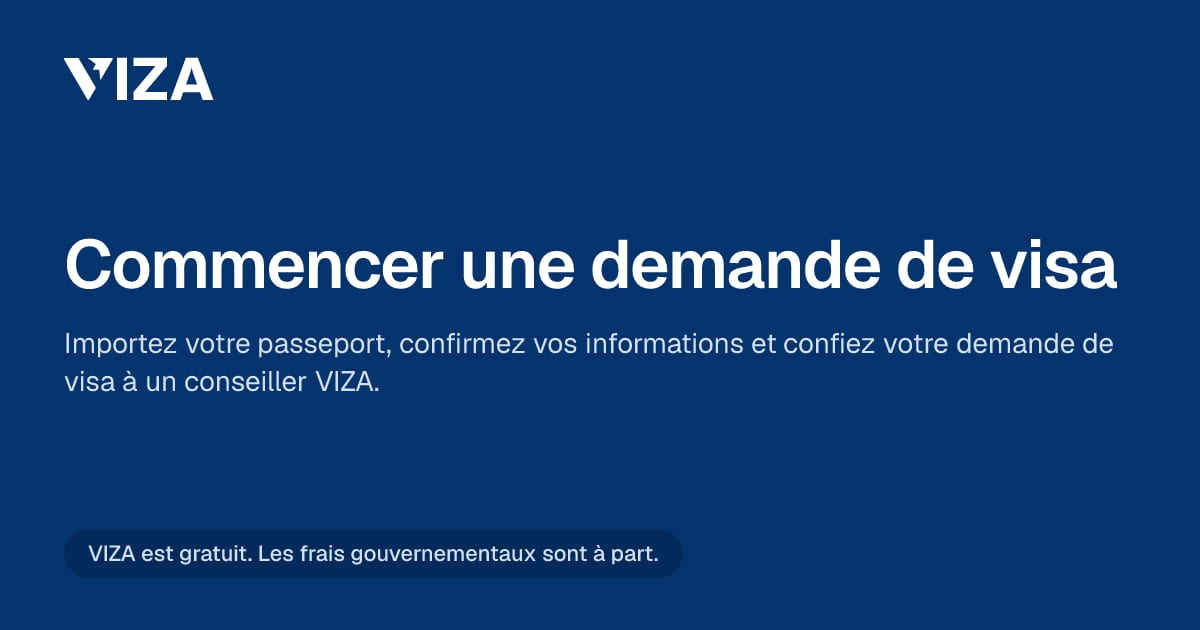 VIZA
Commencer une demande de visa
Importez votre passeport, confirmez vos informations et confiez votre demande de
visa à un conseiller VIZA.
VIZA est gratuit. Les frais gouvernementaux sont à part.